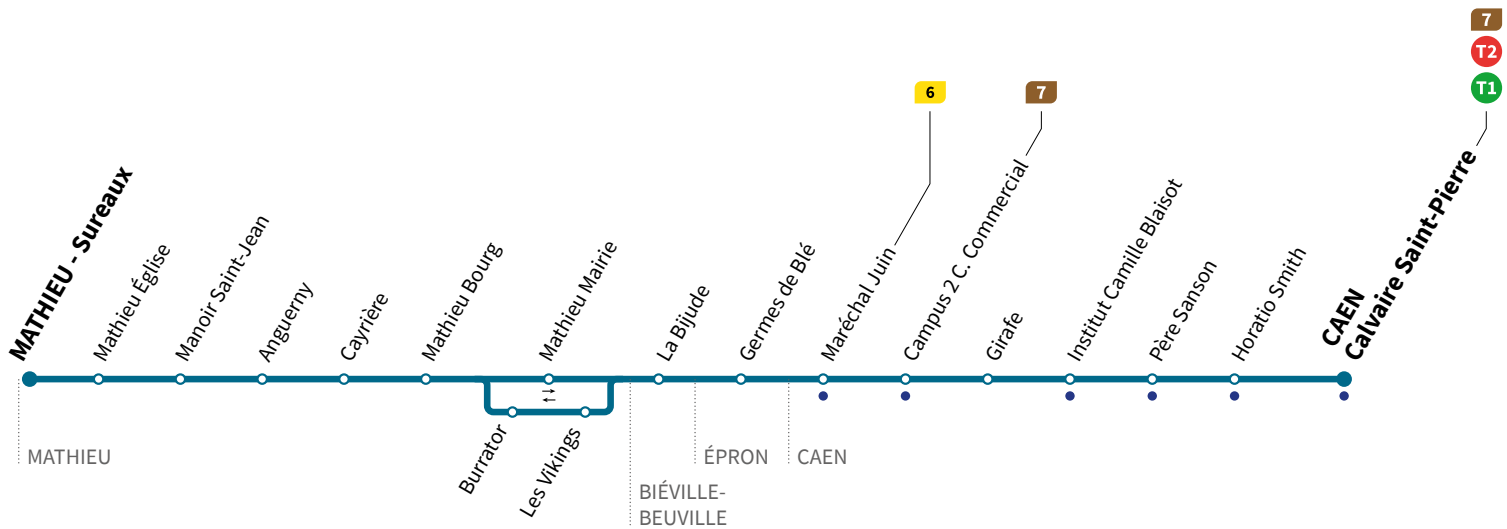 7
T2
T1
6
7
MATHIEU - Sureaux
Mathieu Église
Manoir Saint-Jean
Anguerny
Cayrière
Mathieu Bourg
Mathieu Mairie
La Bijude
Germes de Blé
Maréchal Juin
Campus 2 C. Commercial
Girafe
Institut Camille Blaisot
Père Sanson
Horatio Smith
CAEN
Calvaire Saint-Pierre
Burrator
Les Vikings
MATHIEU
BIÉVILLE-
BEUVILLE
ÉPRON
CAEN